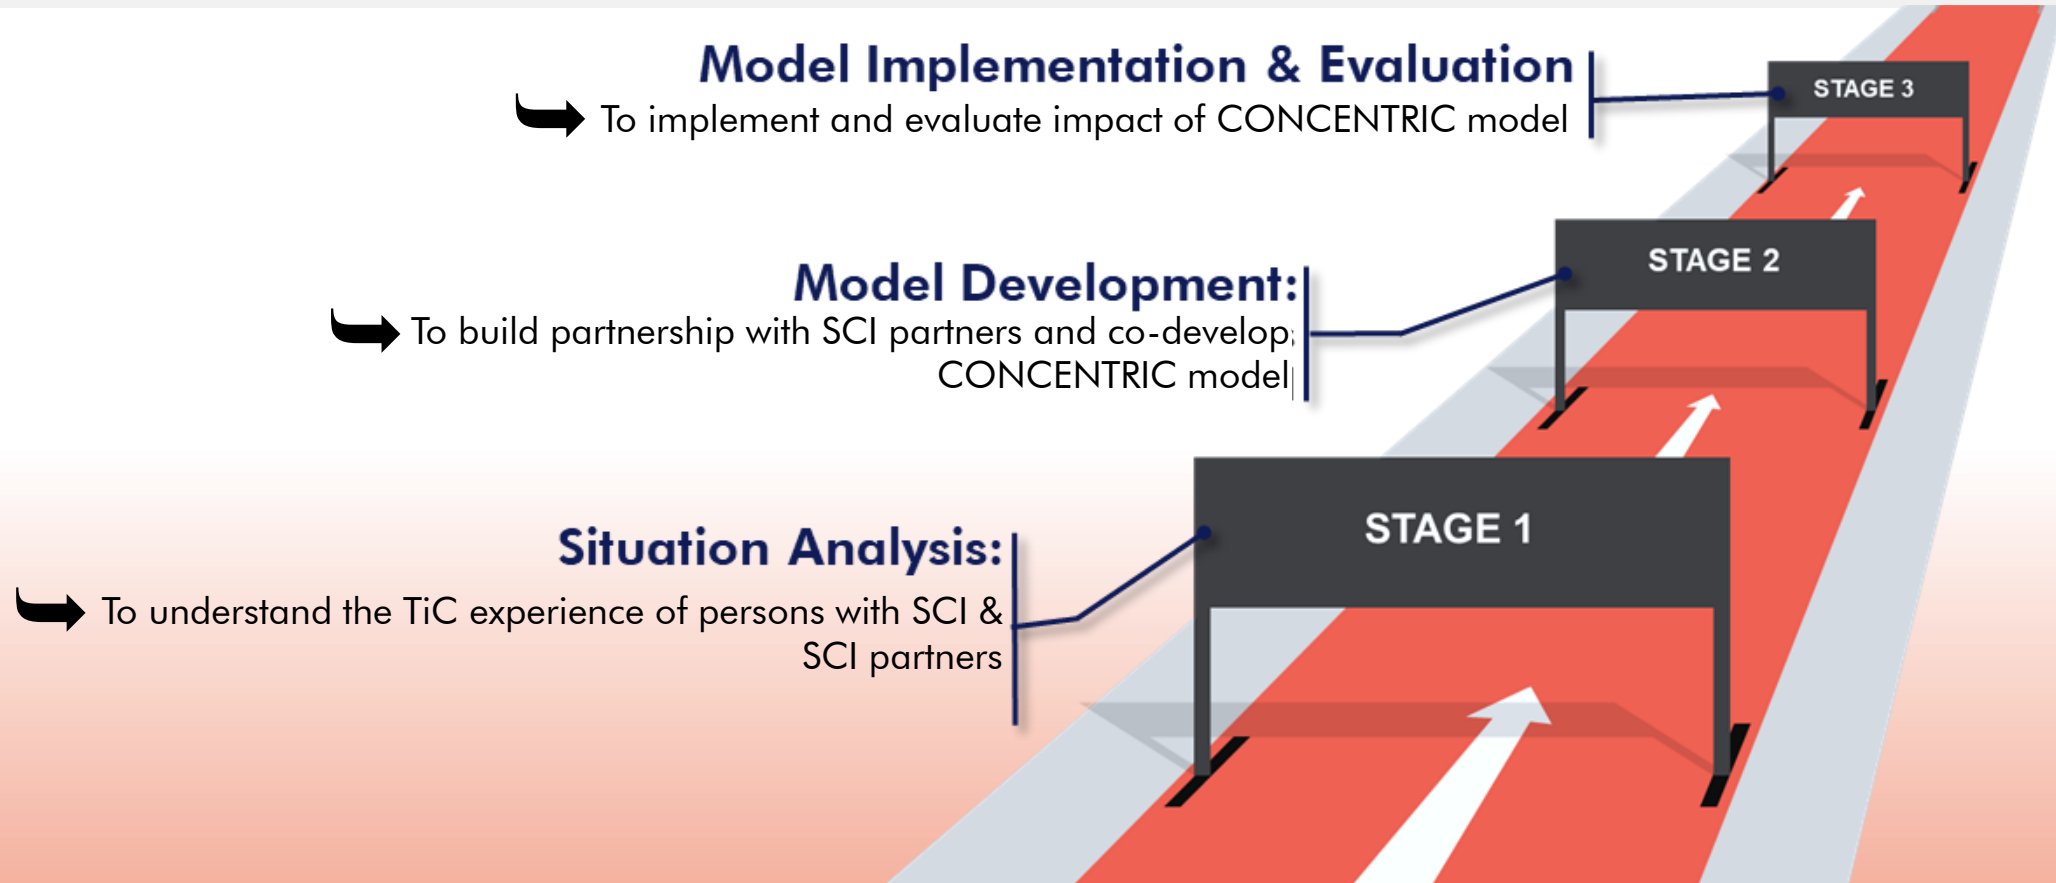 Model Implementation & Evaluation
To implement and evaluate impact of CONCENTRIC model
STAGE 3
Model Development:
To build partnership with SCI partners and co-develop
CONCENTRIC model
STAGE 2
Situation Analysis:
To understand the TiC experience of persons with SCI &
SCI partners
STAGE 1